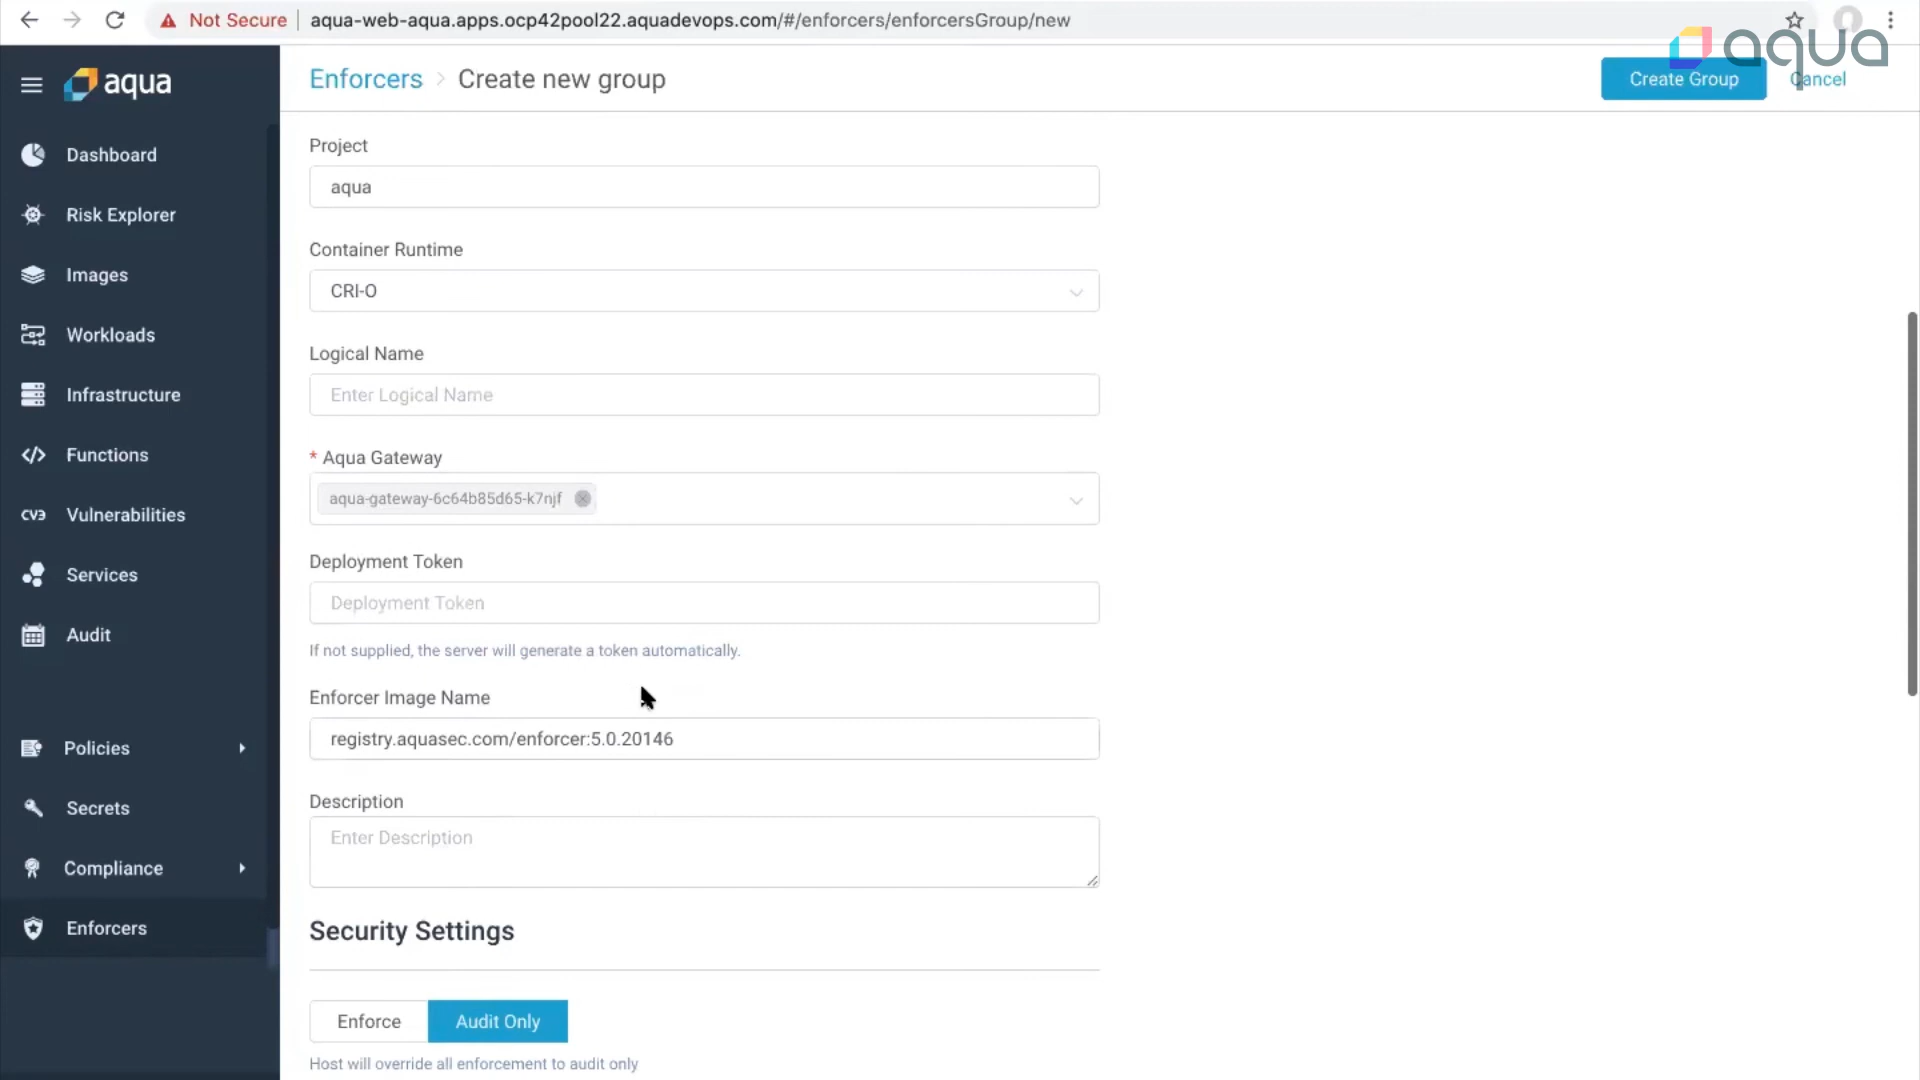 Not Secure
aqua-web-aqua.apps.ocp42pool22.aquadevops.com/#/enforcers/enforcersGroup/new
aqua
aqua
Enforcers > Create new group
Create Group
Cancel
Dashboard
Risk Explorer
Images
Workloads
Infrastructure
Functions
CVE
Vulnerabilities
Services
Audit
Policies
Secrets
Compliance
Enforcers
Project
aqua
Container Runtime
CRI-O
Logical Name
Enter Logical Name
* Aqua Gateway
aqua-gateway-6c64b85d65-k7njf
Deployment Token
Deployment Token
If not supplied, the server will generate a token automatically.
Enforcer Image Name
registry.aquasec.com/enforcer:5.0.20146
Description
Enter Description
Security Settings
Enforce
Audit Only
Host will override all enforcement to audit only